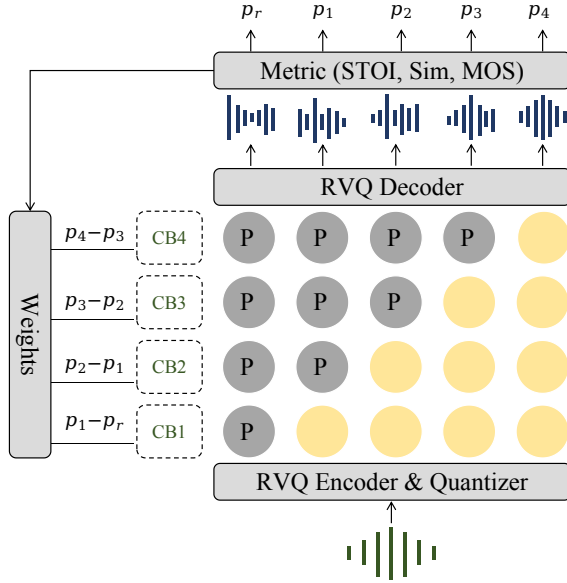 p_r p_1 p_2 p_3 p_4
Metric (STOI, Sim, MOS)
RVQ Decoder
p_4−p_3 CB4 P P P P
p_3−p_2 CB3 P P P
p_2−p_1 CB2 P P
p_1−p_r CB1 P
Weights
RVQ Encoder & Quantizer